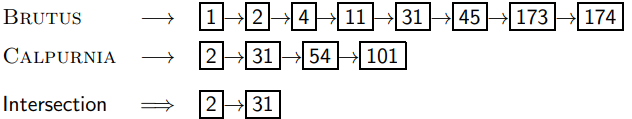 BRUTUS ⟶ 1 → 2 → 4 → 11 → 31 → 45 → 173 → 174
CALPURNIA ⟶ 2 → 31 → 54 → 101
Intersection ⟹ 2 → 31